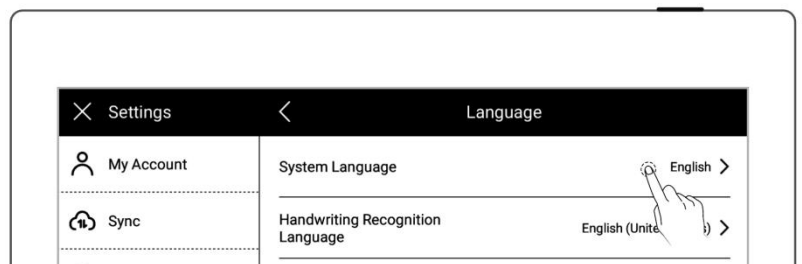 Settings
Language
My Account
System Language
English
Sync
Handwriting Recognition
Language
English (Unite